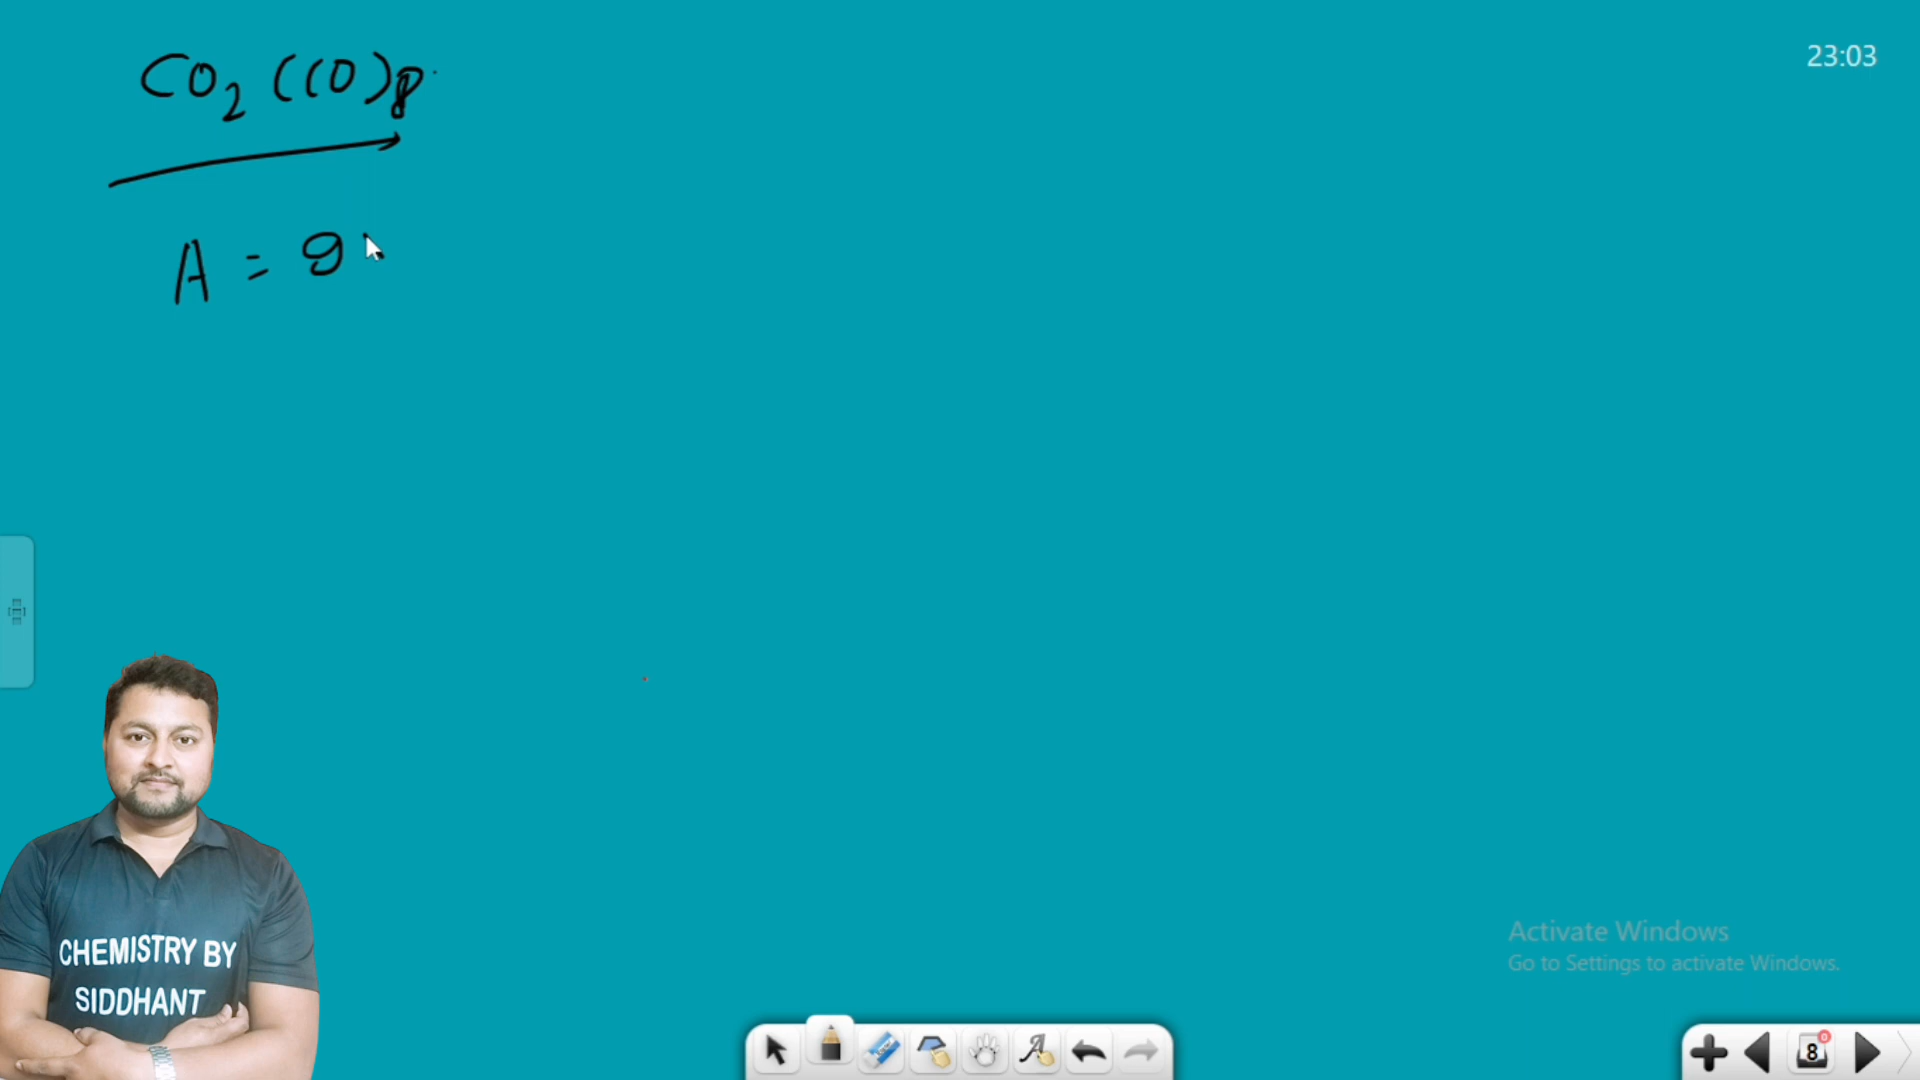 CO2 (CO)8
23:03
A = 9
CHEMISTRY BY
SIDDHANT
Activate Windows
Go to Settings to activate Windows.
8